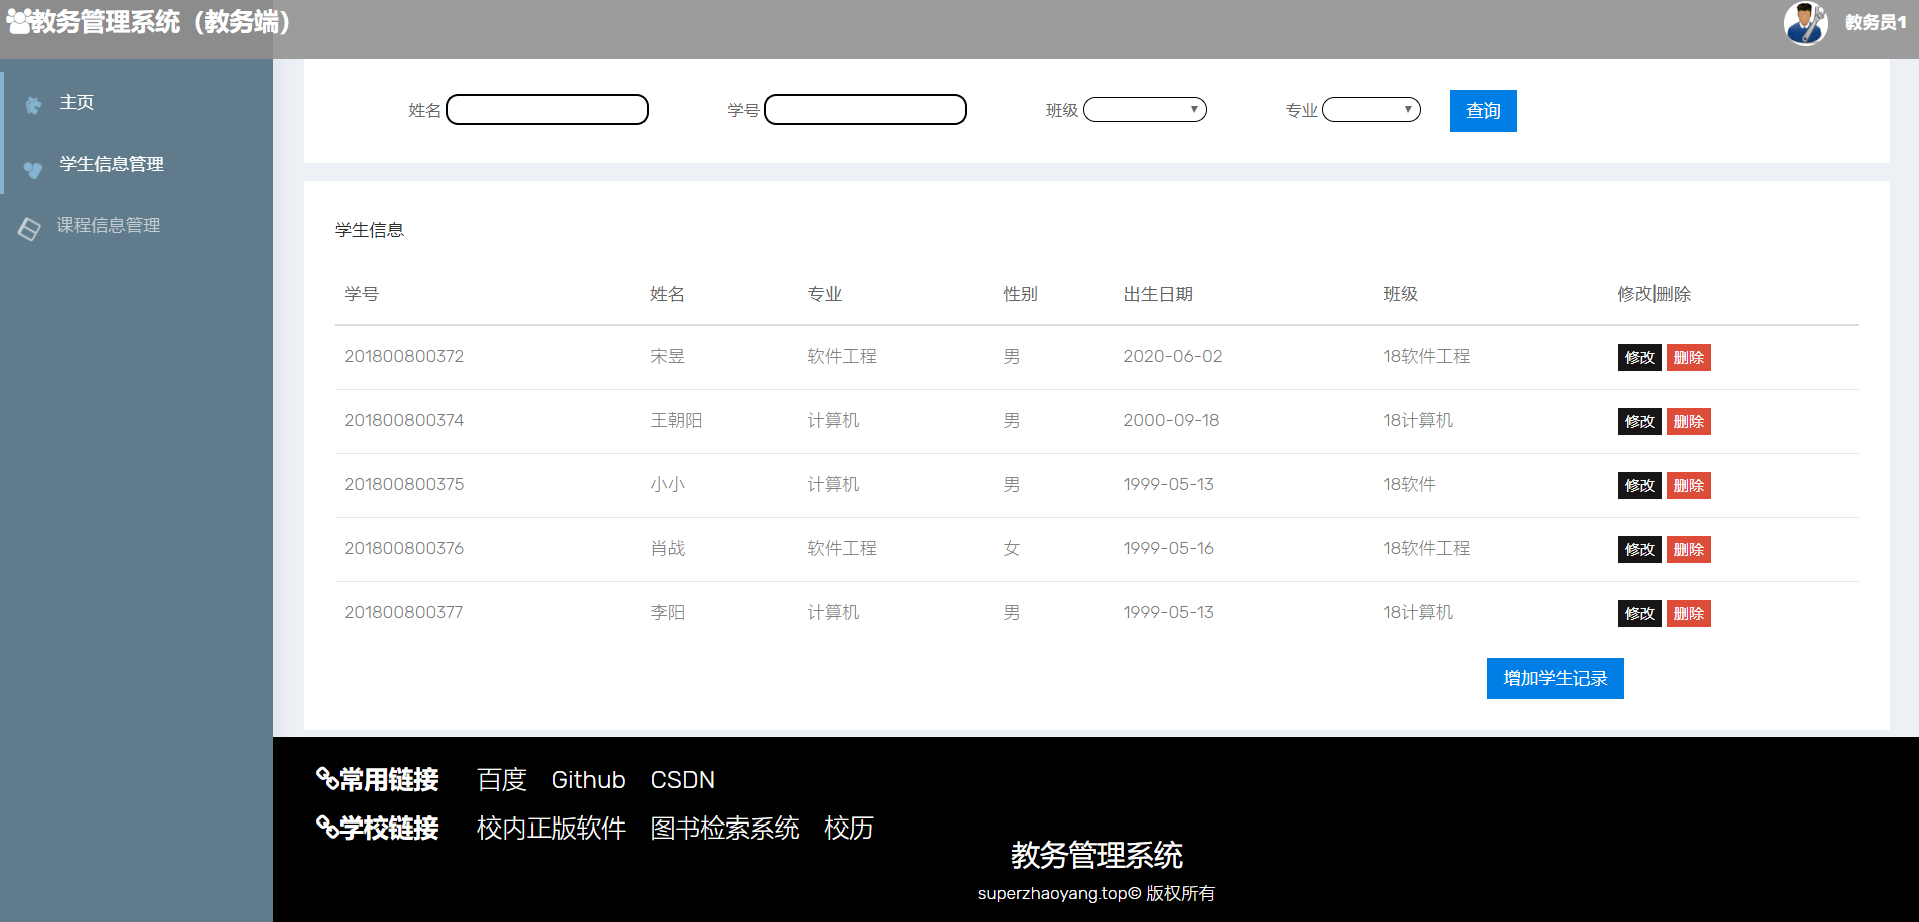 教务管理系统（教务端）
教务员1
主页
学生信息管理
课程信息管理
姓名 学号 班级 专业 查询
学生信息
学号 姓名 专业 性别 出生日期 班级 修改|删除
201800800372 宋昱 软件工程 男 2020-06-02 18软件工程 修改 删除
201800800374 王朝阳 计算机 男 2000-09-18 18计算机 修改 删除
201800800375 小小 计算机 男 1999-05-13 18软件 修改 删除
201800800376 肖战 软件工程 女 1999-05-16 18软件工程 修改 删除
201800800377 李阳 计算机 男 1999-05-13 18计算机 修改 删除
增加学生记录
常用链接 百度 Github CSDN
学校链接 校内正版软件 图书检索系统 校历
教务管理系统
superzhaoyang.top© 版权所有